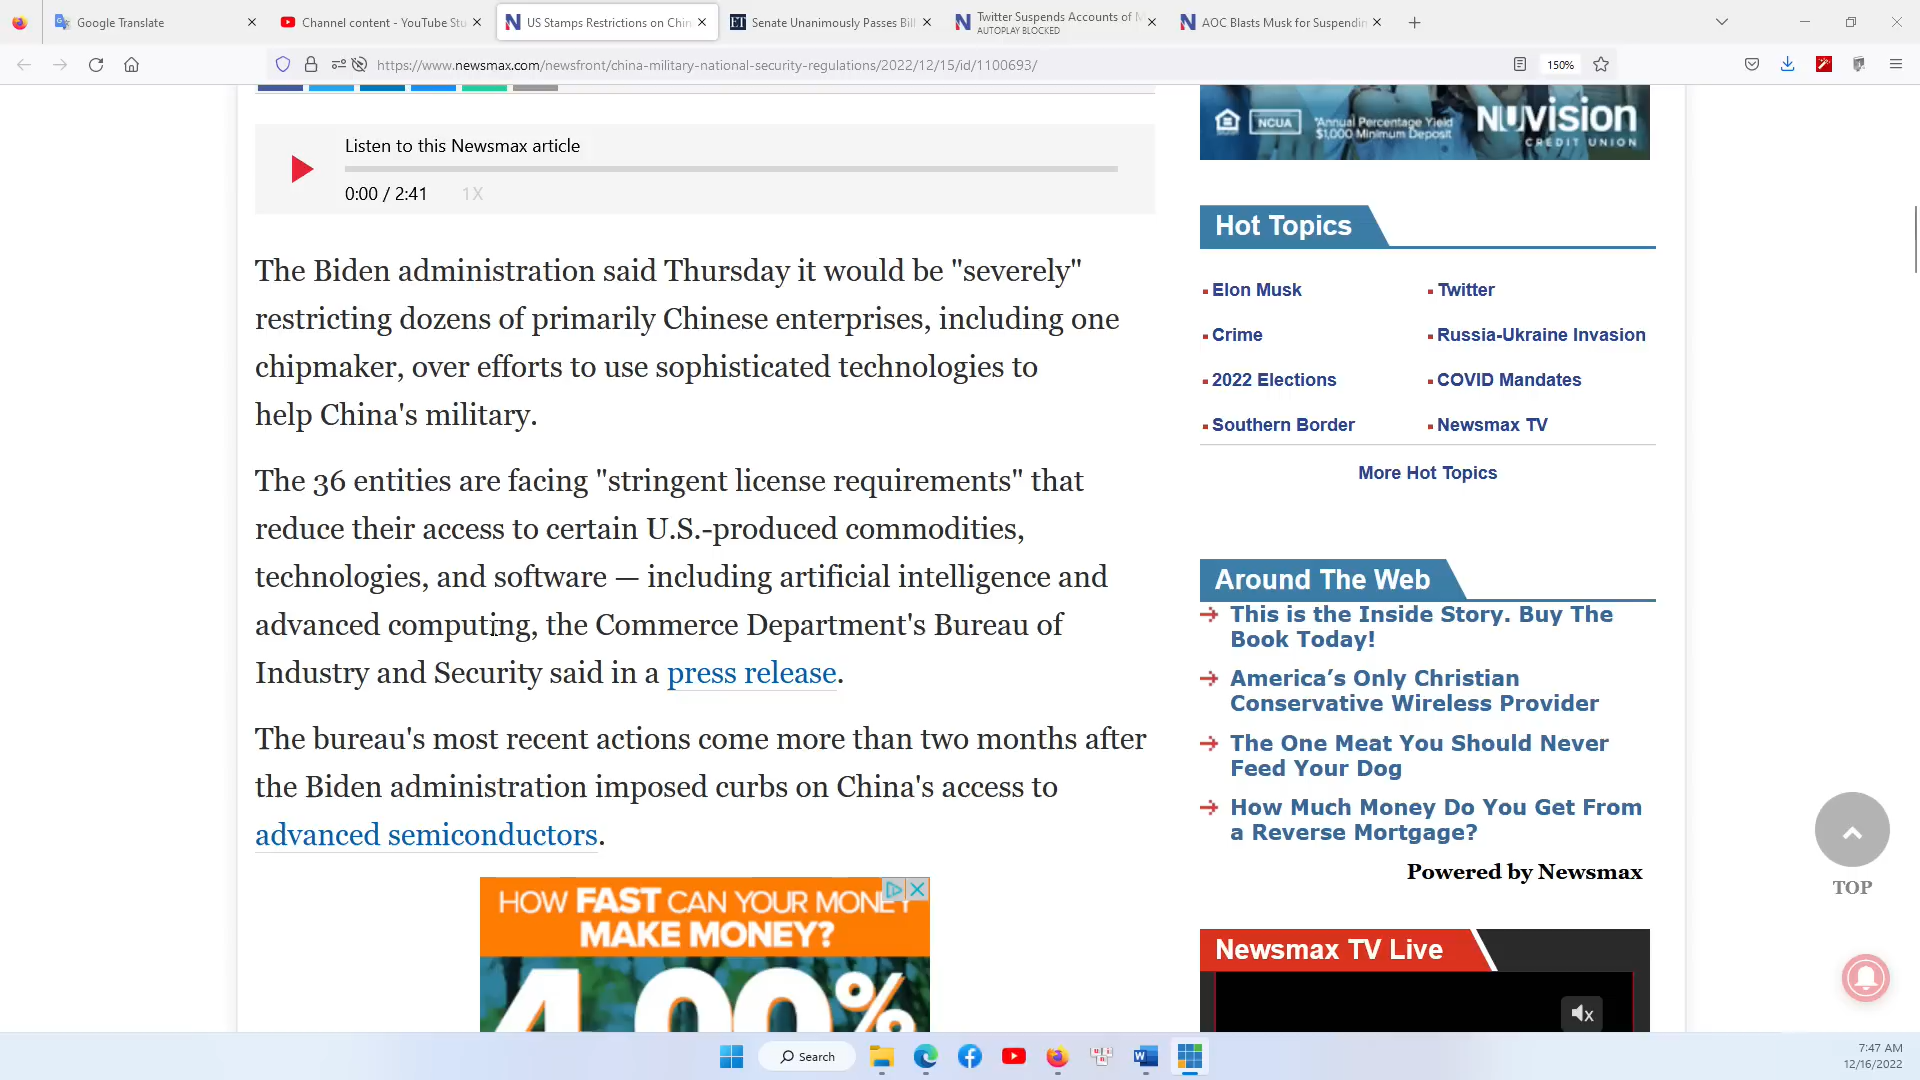 Google Translate
Channel content - YouTube Stu
US Stamps Restrictions on Chin
Senate Unanimously Passes Bill
Twitter Suspends Accounts of M
AUTOPLAY BLOCKED
AOC Blasts Musk for Suspendin
https://www.newsmax.com/newsfront/china-military-national-security-regulations/2022/12/15/id/1100693/
150%
NCUA
*Annual Percentage Yield
$1,000 Minimum Deposit
NUVISION
CREDIT UNION
Listen to this Newsmax article
0:00 / 2:41 1X
The Biden administration said Thursday it would be "severely"
restricting dozens of primarily Chinese enterprises, including one
chipmaker, over efforts to use sophisticated technologies to
help China's military.
The 36 entities are facing "stringent license requirements" that
reduce their access to certain U.S.-produced commodities,
technologies, and software — including artificial intelligence and
advanced computing, the Commerce Department's Bureau of
Industry and Security said in a press release.
The bureau's most recent actions come more than two months after
the Biden administration imposed curbs on China's access to
advanced semiconductors.
HOW FAST CAN YOUR MONEY
MAKE MONEY?
4.00%
Hot Topics
Elon Musk
Twitter
Crime
Russia-Ukraine Invasion
2022 Elections
COVID Mandates
Southern Border
Newsmax TV
More Hot Topics
Around The Web
This is the Inside Story. Buy The
Book Today!
America's Only Christian
Conservative Wireless Provider
The One Meat You Should Never
Feed Your Dog
How Much Money Do You Get From
a Reverse Mortgage?
Powered by Newsmax
Newsmax TV Live
TOP
Search
7:47 AM
12/16/2022